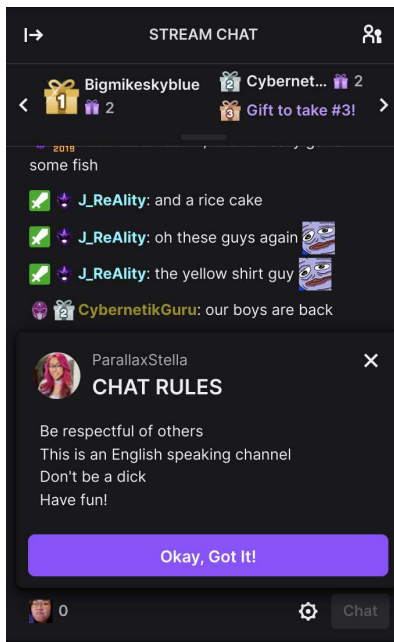 STREAM CHAT
1 Bigmikeskyblue 2
2 Cybernet... 2
3 Gift to take #3!
2019
some fish
J_ReAlity: and a rice cake
J_ReAlity: oh these guys again
J_ReAlity: the yellow shirt guy
2 CybernetikGuru: our boys are back
ParallaxStella
CHAT RULES
Be respectful of others
This is an English speaking channel
Don't be a dick
Have fun!
Okay, Got It!
0
Chat